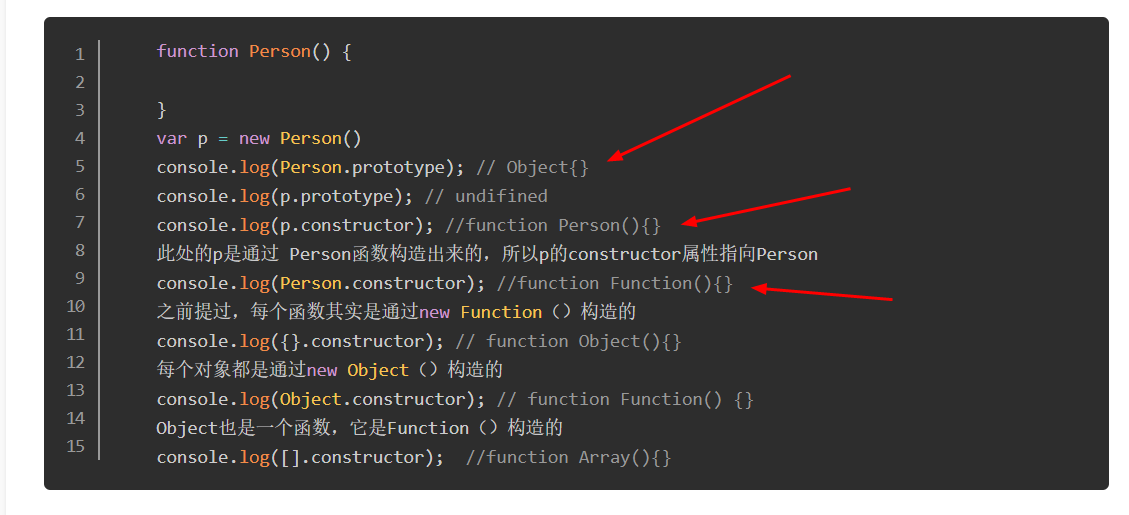 1 function Person() {
2
3 }
4 var p = new Person()
5 console.log(Person.prototype); // Object{}
6 console.log(p.prototype); // undifined
7 console.log(p.constructor); //function Person(){}
8 此处的p是通过 Person函数构造出来的，所以p的constructor属性指向Person
9 console.log(Person.constructor); //function Function(){}
10 之前提过，每个函数其实是通过new Function（）构造的
11 console.log({}.constructor); // function Object(){}
12 每个对象都是通过new Object（）构造的
13 console.log(Object.constructor); // function Function() {}
14 Object也是一个函数，它是Function（）构造的
15 console.log([].constructor);  //function Array(){}